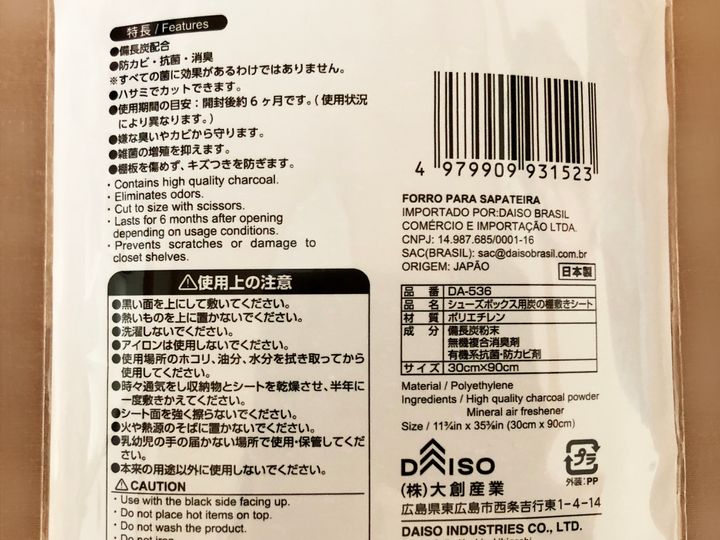 特長 / Features
●備長炭配合
●防カビ・抗菌・消臭
※すべての菌に効果があるわけではありません。
●ハサミでカットできます。
●使用期間の目安：開封後約6ヶ月です。(使用状況
により異なります。)
●嫌な臭いやカビから守ります。
●雑菌の増殖を抑えます。
●棚板を傷めず、キズつきを防ぎます。
・Contains high quality charcoal.
・Eliminates odors.
・Cut to size with scissors.
・Lasts for 6 months after opening
depending on usage conditions.
・Prevents scratches or damage to
closet shelves.
⚠使用上の注意
●黒い面を上にして敷いてください。
●熱いものを上に置かないでください。
●洗濯しないでください。
●アイロンは使用しないでください。
●使用場所のホコリ、油分、水分を拭き取ってから
使用してください。
●時々通気をし収納物とシートを乾燥させ、半年に
一度敷きかえてください。
●シート面を強く擦らないでください。
●火や熱源のそばに置かないでください。
●乳幼児の手の届かない場所で使用・保管してくだ
さい。
●本来の用途以外に使用しないでください。
⚠CAUTION
・Use with the black side facing up.
・Do not place hot items on top.
・Do not wash the product.
・Do not iron.
4 979909 931523
FORRO PARA SAPATEIRA
IMPORTADO POR:DAISO BRASIL
COMÉRCIO E IMPORTAÇÃO LTDA.
CNPJ: 14.987.685/0001-16
SAC(BRASIL): sac@daisobrasil.com.br
ORIGEM: JAPÃO
日本製
品 番 DA-536
品 名 シューズボックス用炭の棚敷きシート
材 質 ポリエチレン
成 分 備長炭粉末
無機複合消臭剤
有機系抗菌・防カビ剤
サイズ 30cm×90cm
Material / Polyethylene
Ingredients / High quality charcoal powder
Mineral air freshener
Size / 11¾in x 35⅜in (30cm x 90cm)
DAISO
プラ
外装：PP
(株)大創産業
広島県東広島市西条吉行東1-4-14
DAISO INDUSTRIES CO., LTD.